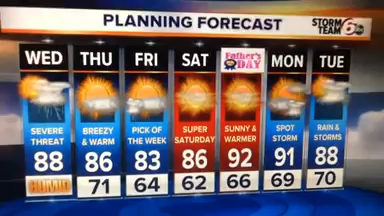 PLANNING FORECAST
STORM
TEAM 6 abc
WED THU FRI SAT Father's DAY MON TUE
SEVERE THREAT
BREEZY & WARM
PICK OF THE WEEK
SUPER SATURDAY
SUNNY & WARMER
SPOT STORM
RAIN & STORMS
88 86 83 86 92 91 88
HUMID 71 64 62 66 69 70